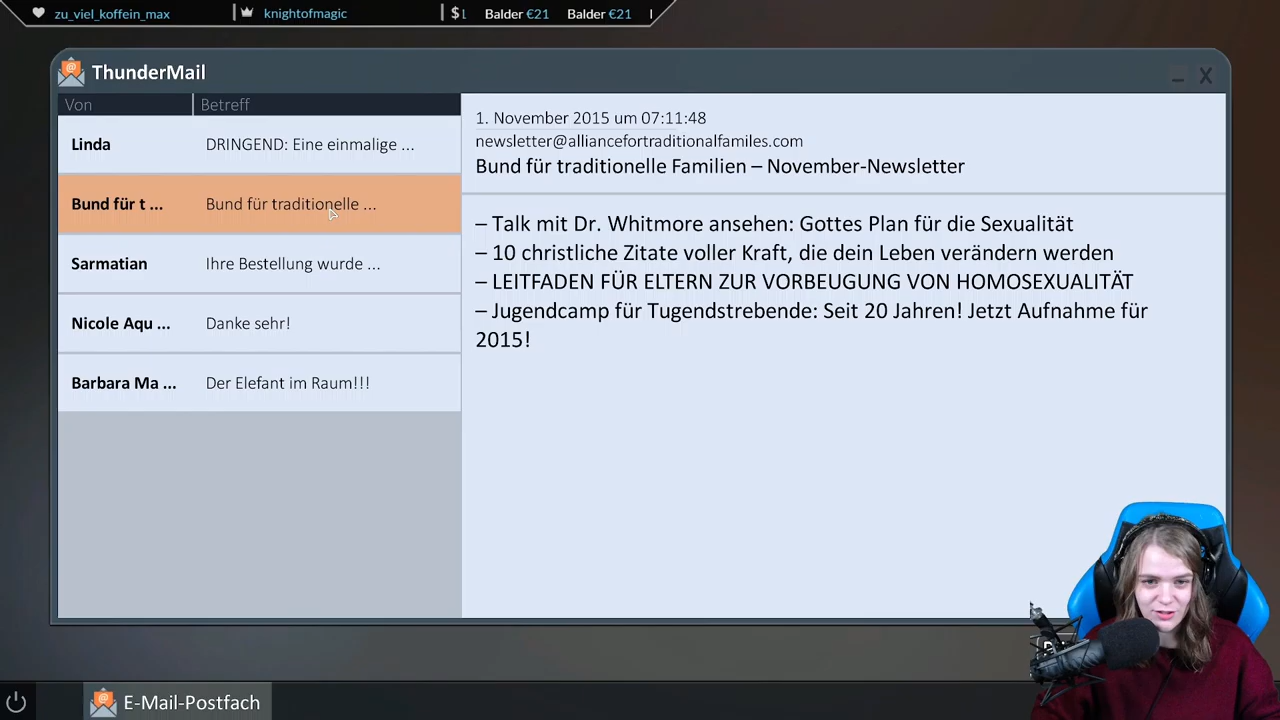 zu_viel_koffein_max
knightofmagic
$1
Balder €21
Balder €21
ThunderMail
Von
Betreff
Linda
DRINGEND: Eine einmalige ...
Bund für t ...
Bund für traditionelle ...
Sarmatian
Ihre Bestellung wurde ...
Nicole Aqu ...
Danke sehr!
Barbara Ma ...
Der Elefant im Raum!!!
1. November 2015 um 07:11:48
newsletter@alliancefortraditionalfamiles.com
Bund für traditionelle Familien – November-Newsletter
– Talk mit Dr. Whitmore ansehen: Gottes Plan für die Sexualität
– 10 christliche Zitate voller Kraft, die dein Leben verändern werden
– LEITFADEN FÜR ELTERN ZUR VORBEUGUNG VON HOMOSEXUALITÄT
– Jugendcamp für Tugendstrebende: Seit 20 Jahren! Jetzt Aufnahme für
2015!
E-Mail-Postfach